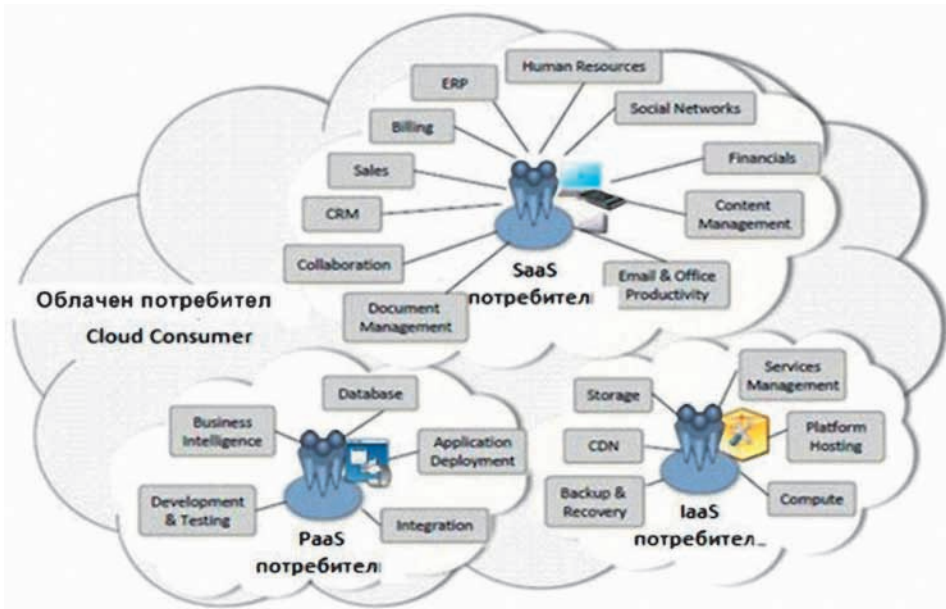 Human Resources
ERP
Social Networks
Billing
Financials
Sales
Content
Management
CRM
Collaboration
SaaS
потребител
Email & Office
Productivity
Document
Management
Облачен потребител
Cloud Consumer
Database
Business
Intelligence
Application
Deployment
Development
& Testing
Integration
PaaS
потребител
Services
Management
Storage
Platform
Hosting
CDN
Backup &
Recovery
Compute
IaaS
потребител